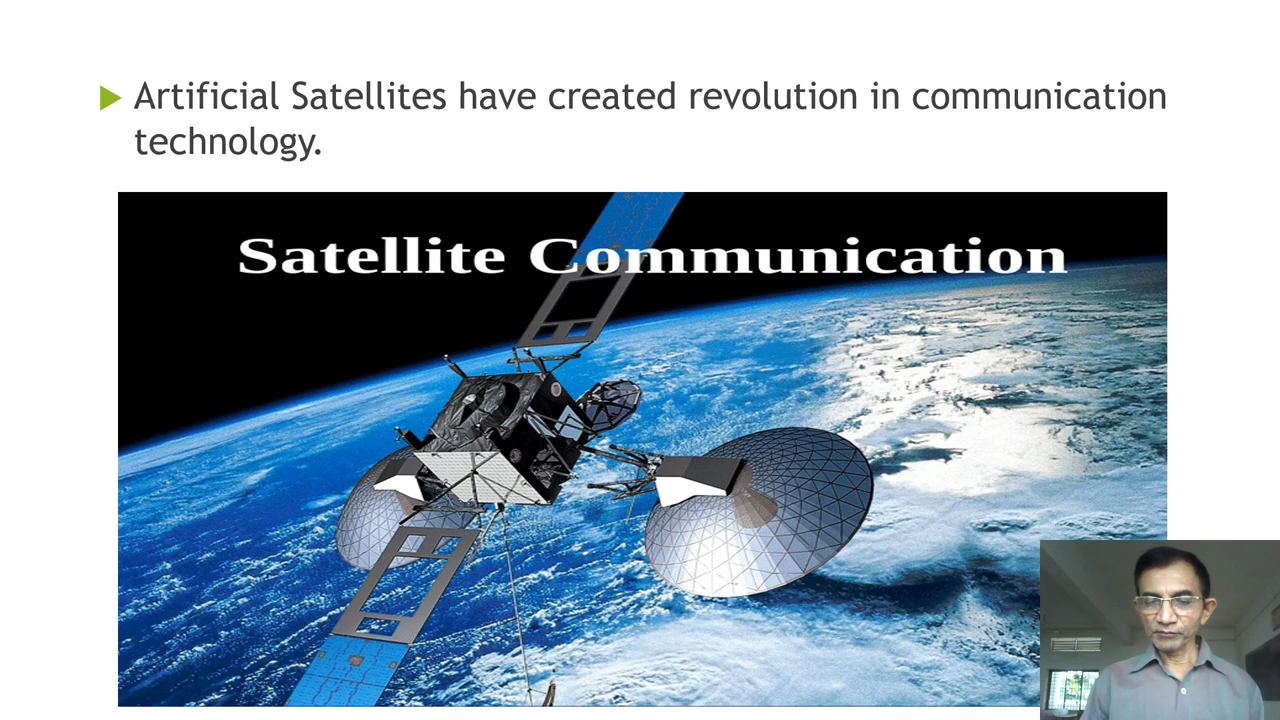 Artificial Satellites have created revolution in communication
technology.
Satellite Communication